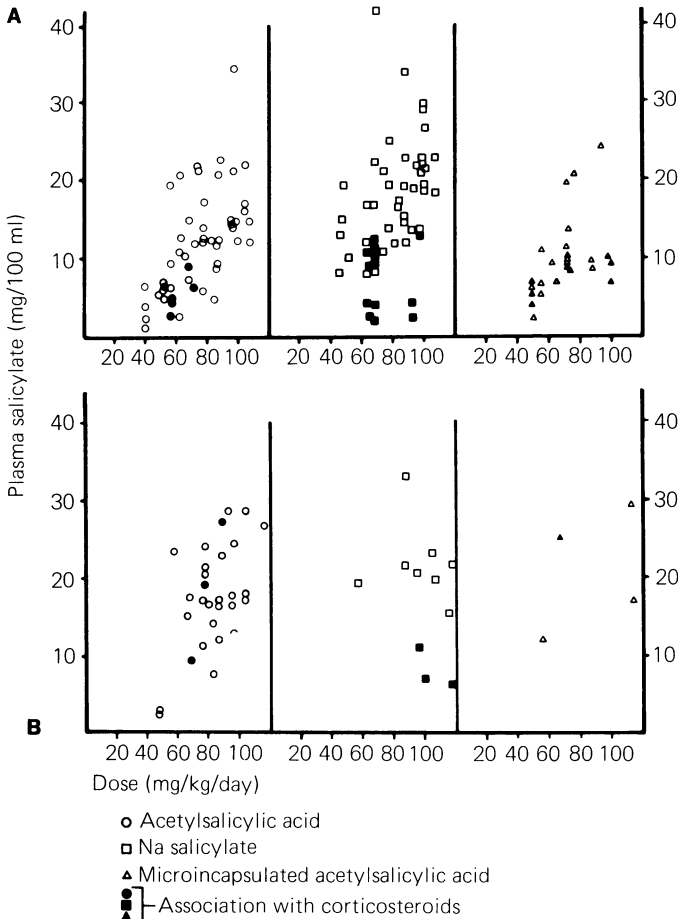 A
40
30
20
10
40
30
20
10
20 40 60 80 100
20 40 60 80 100
20 40 60 80 100
Plasma salicylate (mg/100 ml)
40
30
20
10
40
30
20
10
B
20 40 60 80 100
20 40 60 80 100
20 40 60 80 100
Dose (mg/kg/day)
Acetylsalicylic acid
Na salicylate
Microincapsulated acetylsalicylic acid
Association with corticosteroids